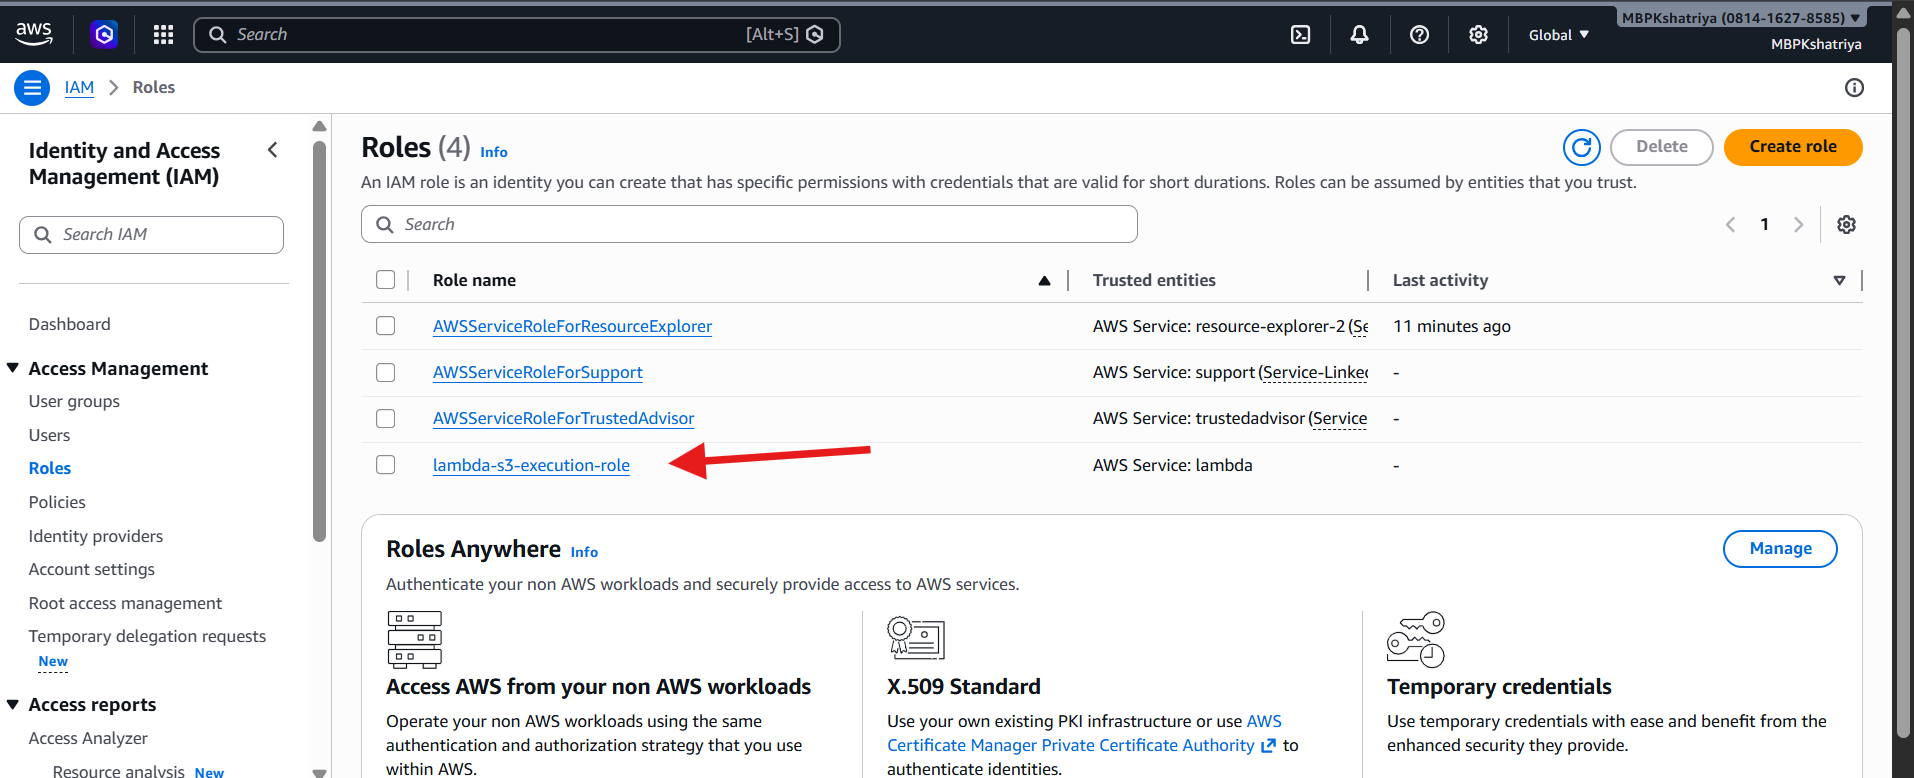 aws
Search
[Alt+S]
Global
MBPKshatriya (0814-1627-8585)
MBPKshatriya
IAM
Roles
Identity and Access
Management (IAM)
Search IAM
Dashboard
Access Management
User groups
Users
Roles
Policies
Identity providers
Account settings
Root access management
Temporary delegation requests
New
Access reports
Access Analyzer
Resource analysis New
Roles (4) Info
Delete
Create role
An IAM role is an identity you can create that has specific permissions with credentials that are valid for short durations. Roles can be assumed by entities that you trust.
Search
1
Role name Trusted entities Last activity
AWSServiceRoleForResourceExplorer AWS Service: resource-explorer-2 (Se 11 minutes ago
AWSServiceRoleForSupport AWS Service: support (Service-Linked -
AWSServiceRoleForTrustedAdvisor AWS Service: trustedadvisor (Service -
lambda-s3-execution-role AWS Service: lambda -
Roles Anywhere Info
Manage
Authenticate your non AWS workloads and securely provide access to AWS services.
Access AWS from your non AWS workloads
Operate your non AWS workloads using the same
authentication and authorization strategy that you use
within AWS.
X.509 Standard
Use your own existing PKI infrastructure or use AWS
Certificate Manager Private Certificate Authority to
authenticate identities.
Temporary credentials
Use temporary credentials with ease and benefit from the
enhanced security they provide.